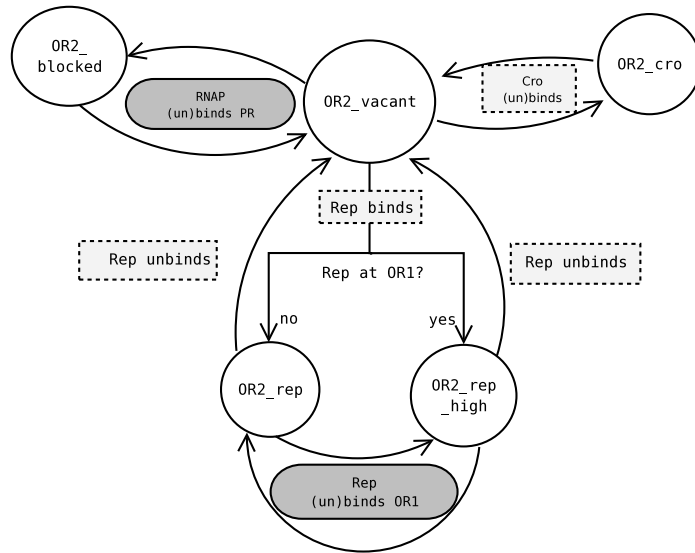 OR2_
blocked
RNAP
(un)binds PR
OR2_vacant
Cro
(un)binds
OR2_cro
Rep binds
Rep unbinds
Rep at OR1?
Rep unbinds
no
yes
OR2_rep
OR2_rep
_high
Rep
(un)binds OR1